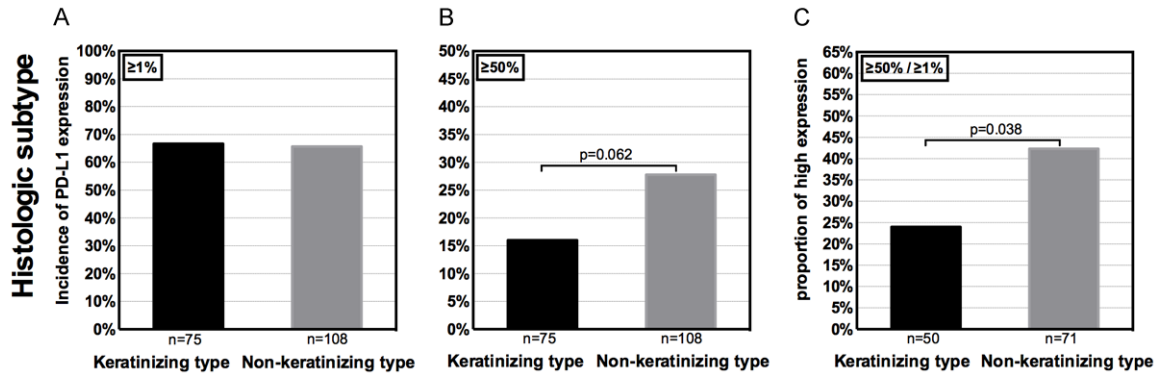 Histologic subtype
A
Incidence of PD-L1 expression
100%
90%
80%
70%
60%
50%
40%
30%
20%
10%
0%
≥1%
n=75
n=108
Keratinizing type
Non-keratinizing type
B
50%
45%
40%
35%
30%
25%
20%
15%
10%
5%
0%
≥50%
p=0.062
n=75
n=108
Keratinizing type
Non-keratinizing type
C
proportion of high expression
65%
60%
55%
50%
45%
40%
35%
30%
25%
20%
15%
10%
5%
0%
≥50% / ≥1%
p=0.038
n=50
n=71
Keratinizing type
Non-keratinizing type